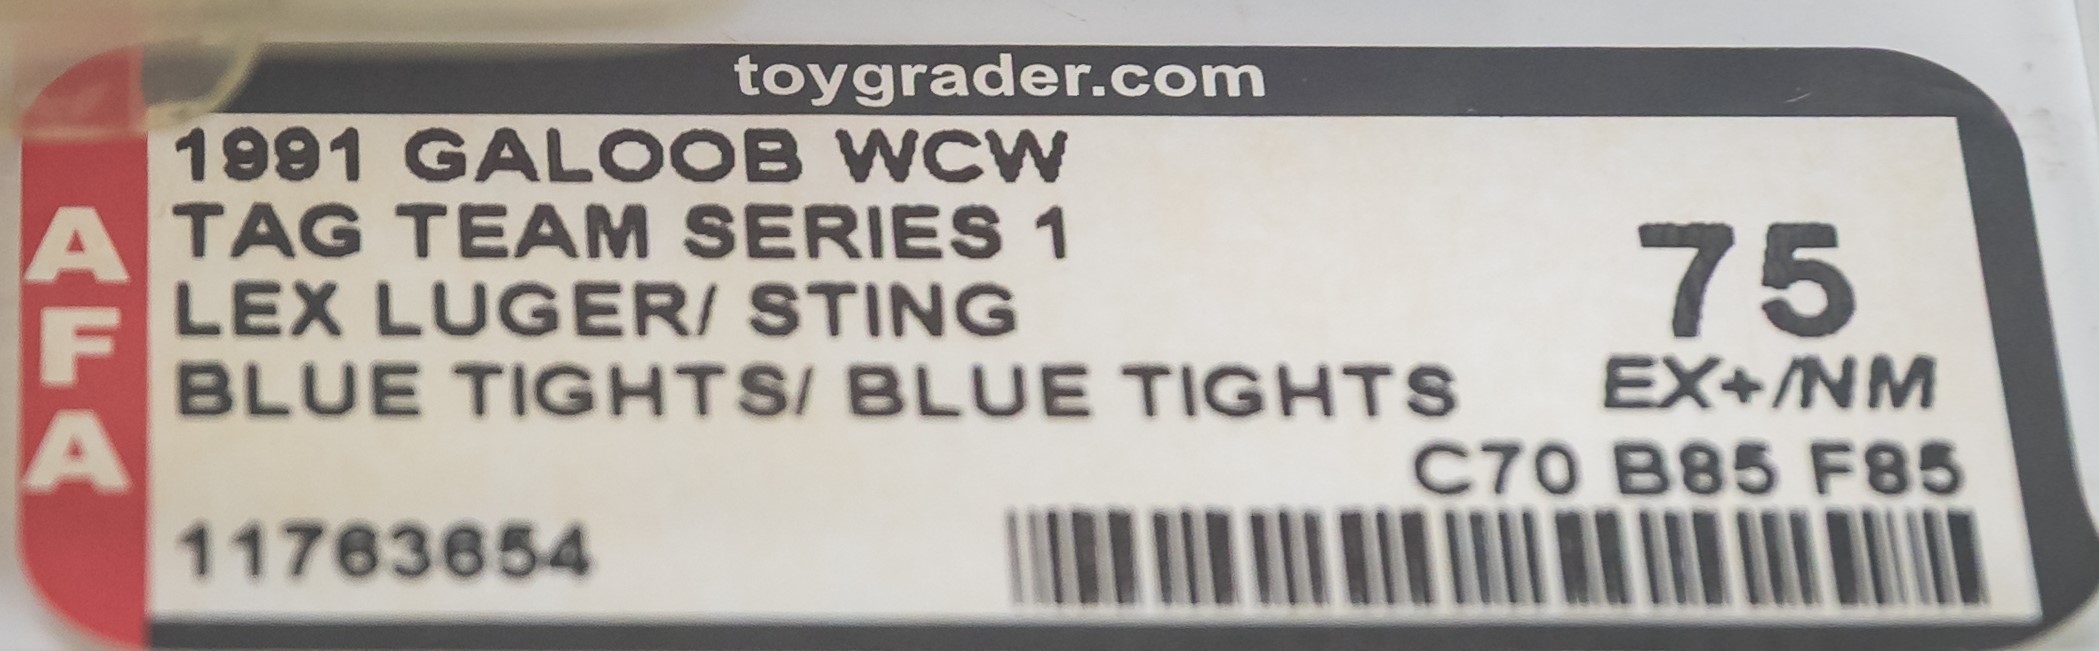 toygrader.com
AFA
1991 GALOOB WCW
TAG TEAM SERIES 1
LEX LUGER/ STING
BLUE TIGHTS/ BLUE TIGHTS
75
EX+/NM
C70 B85 F85
11763654